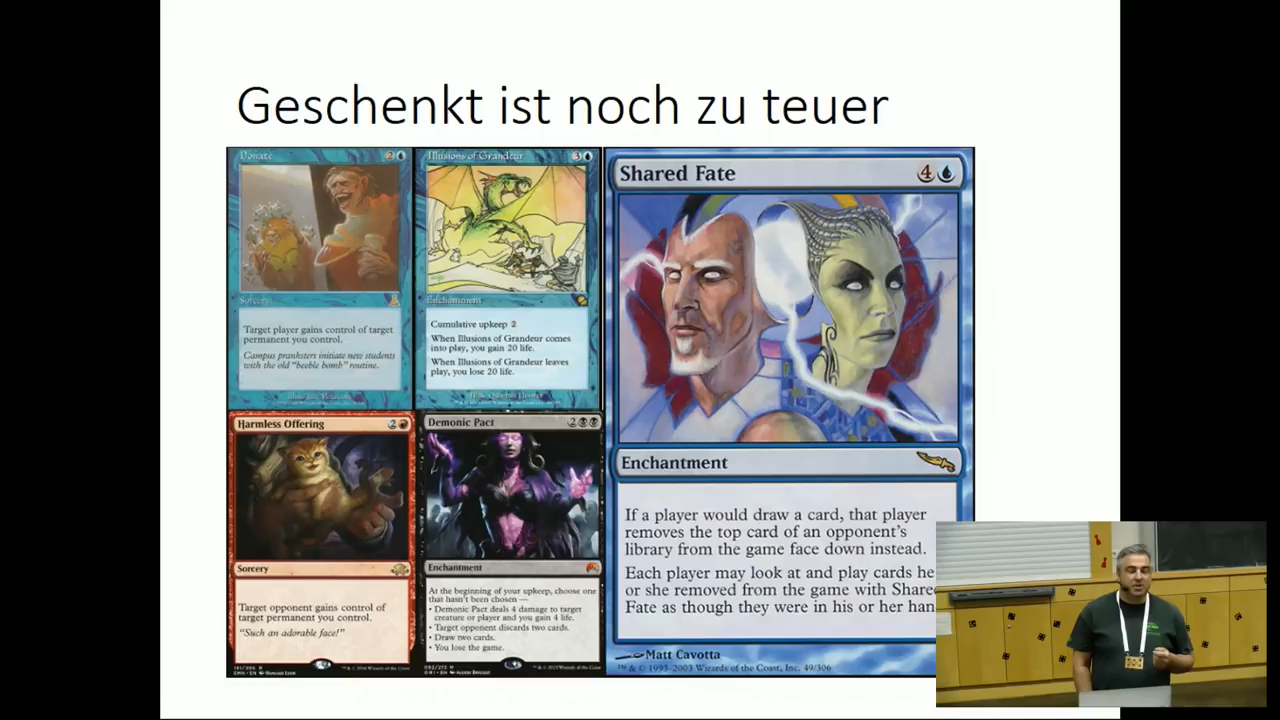 Geschenkt ist noch zu teuer
Donate 2
Sorcery
Target player gains control of target
permanent you control.
Campus pranksters initiate new students
with the old "beeble bomb" routine.
Illusions of Grandeur 3
Enchantment
Cumulative upkeep 2
When Illusions of Grandeur comes
into play, you gain 20 life.
When Illusions of Grandeur leaves
play, you lose 20 life.
Harmless Offering 2
Sorcery
Target opponent gains control of
target permanent you control.
"Such an adorable face!"
Demonic Pact 2
Enchantment
At the beginning of your upkeep, choose one
that hasn't been chosen —
• Demonic Pact deals 4 damage to target
creature or player and you gain 4 life.
• Target opponent discards two cards.
• Draw two cards.
• You lose the game.
Shared Fate 4
Enchantment
If a player would draw a card, that player
removes the top card of an opponent's
library from the game face down instead.
Each player may look at and play cards he
or she removed from the game with Share
Fate as though they were in his or her han
Matt Cavotta
™ & © 1993–2003 Wizards of the Coast, Inc. 49/306